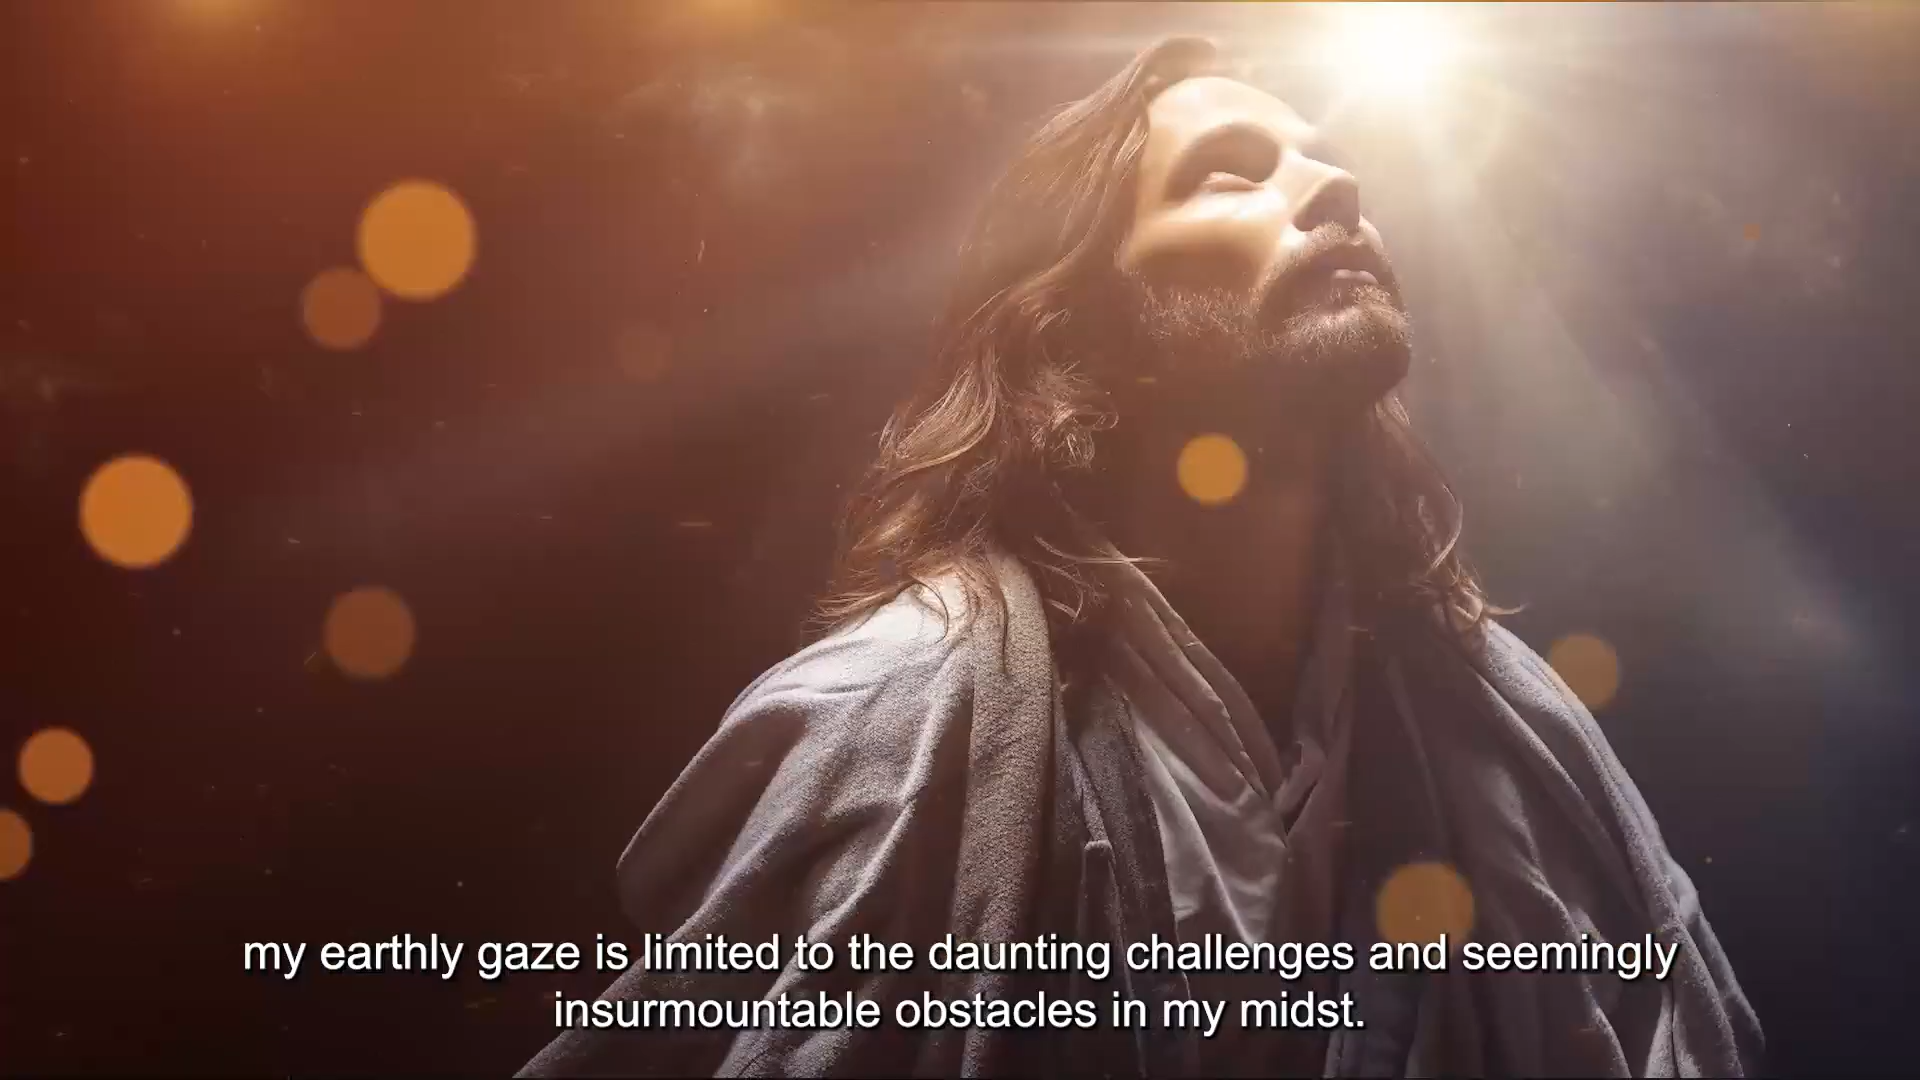 my earthly gaze is limited to the daunting challenges and seemingly
insurmountable obstacles in my midst.